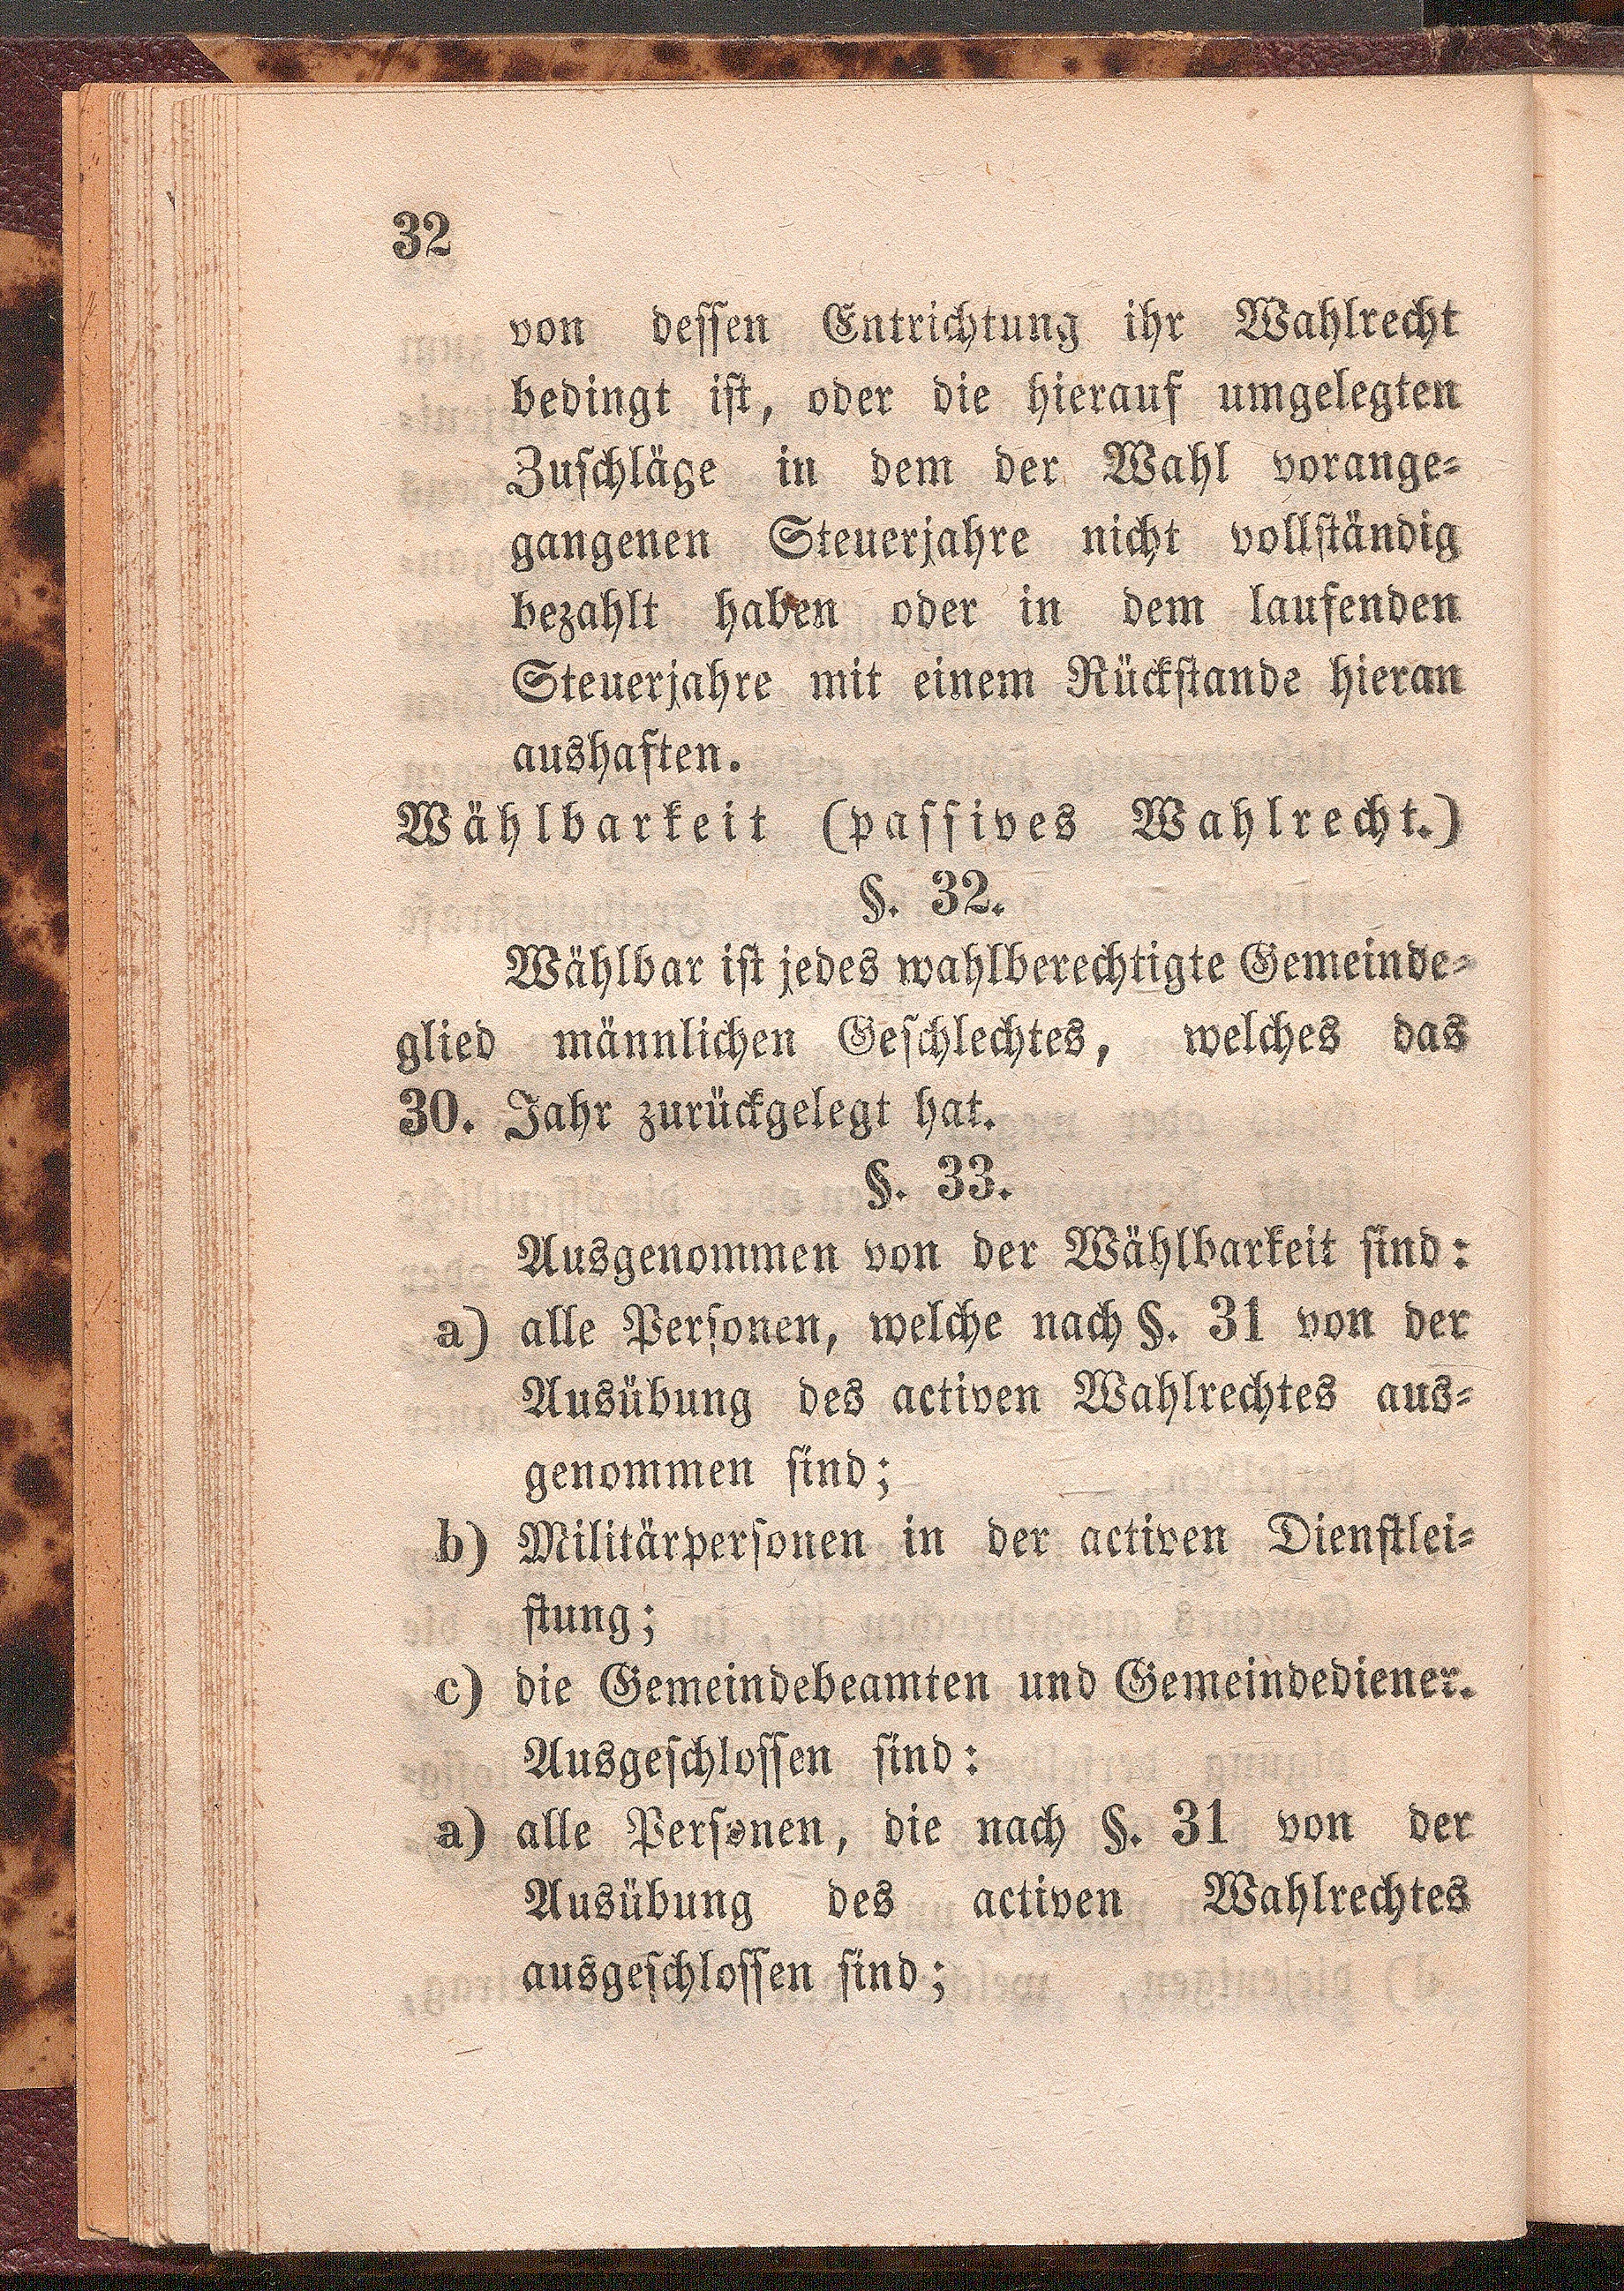 32
von dessen Entrichtung ihr Wahlrecht
bedingt ist, oder die hierauf umgelegten
Zuschläge in dem der Wahl vorange-
gangenen Steuerjahre nicht vollständig
bezahlt haben oder in dem laufenden
Steuerjahre mit einem Rückstande hieran
aushaften.
Wählbarkeit (passives Wahlrecht.)
§. 32.
Wählbar ist jedes wahlberechtigte Gemeinde-
glied männlichen Geschlechtes, welches das
30. Jahr zurückgelegt hat.
§. 33.
Ausgenommen von der Wählbarkeit sind:
a) alle Personen, welche nach §. 31 von der
Ausübung des activen Wahlrechtes aus-
genommen sind;
b) Militärpersonen in der activen Dienstlei-
stung;
c) die Gemeindebeamten und Gemeindediener.
Ausgeschlossen sind:
a) alle Personen, die nach §. 31 von der
Ausübung des activen Wahlrechtes
ausgeschlossen sind;